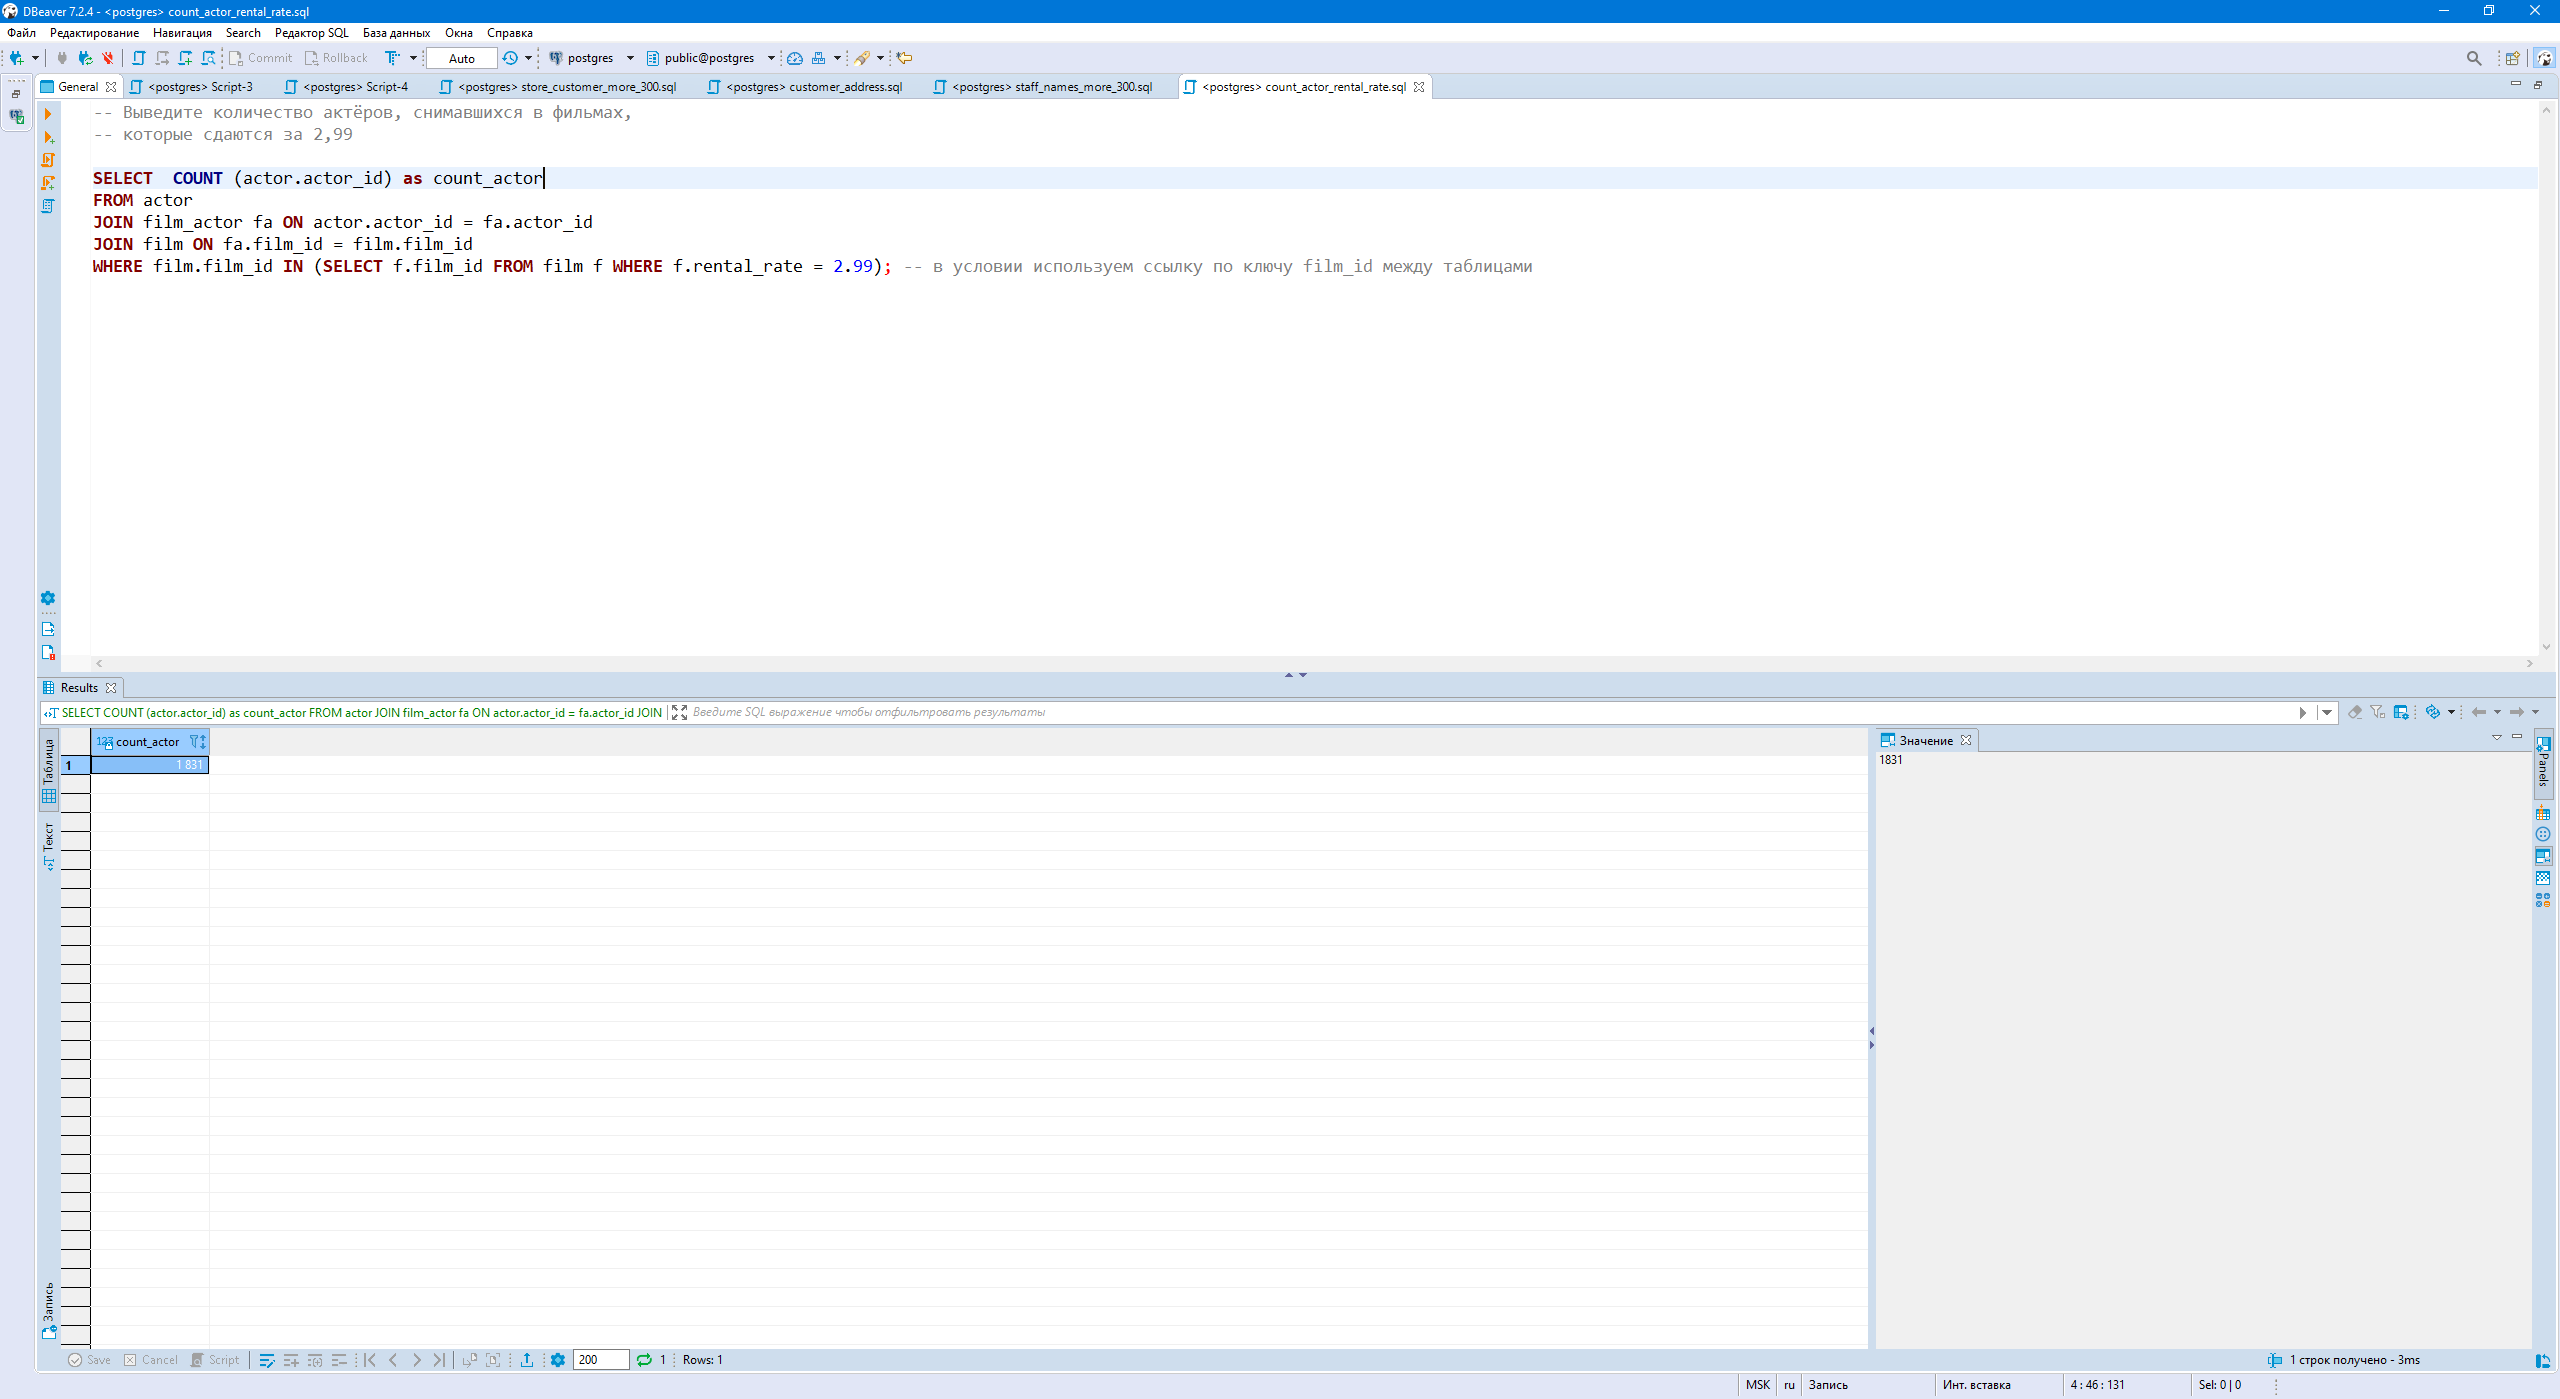 DBeaver 7.2.4 - <postgres> count_actor_rental_rate.sql
Файл Редактирование Навигация Search Редактор SQL База данных Окна Справка
Commit Rollback Auto postgres public@postgres
General <postgres> Script-3 <postgres> Script-4 <postgres> store_customer_more_300.sql <postgres> customer_address.sql <postgres> staff_names_more_300.sql <postgres> count_actor_rental_rate.sql
-- Выведите количество актёров, снимавшихся в фильмах,
-- которые сдаются за 2,99
SELECT  COUNT (actor.actor_id) as count_actor
FROM actor
JOIN film_actor fa ON actor.actor_id = fa.actor_id
JOIN film ON fa.film_id = film.film_id
WHERE film.film_id IN (SELECT f.film_id FROM film f WHERE f.rental_rate = 2.99); -- в условии используем ссылку по ключу film_id между таблицами
Results
SELECT COUNT (actor.actor_id) as count_actor FROM actor JOIN film_actor fa ON actor.actor_id = fa.actor_id JOIN
Введите SQL выражение чтобы отфильтровать результаты
Таблица
Текст
Запись
123 count_actor
1 1 831
Значение
1831
Panels
Save Cancel Script 200 1 Rows: 1
1 строк получено - 3ms
MSK ru Запись Инт. вставка 4 : 46 : 131 Sel: 0 | 0